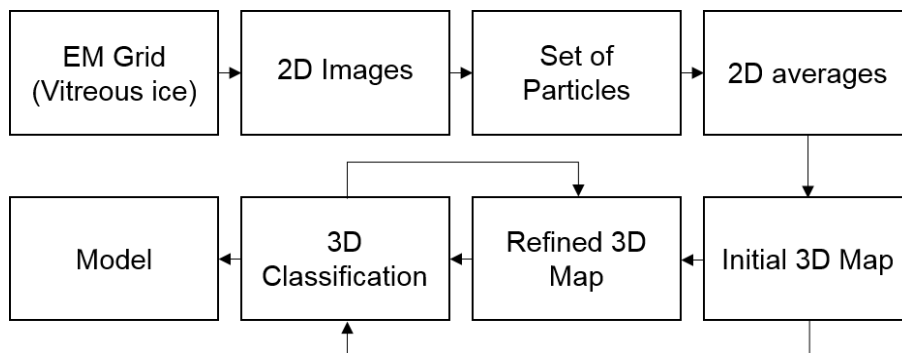 EM Grid
(Vitreous ice)
2D Images
Set of
Particles
2D averages
Model
3D
Classification
Refined 3D
Map
Initial 3D Map